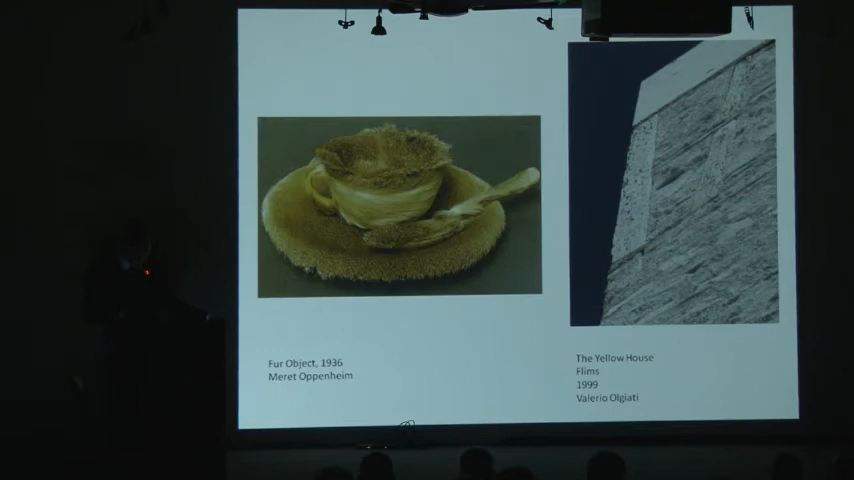 Fur Object, 1936
Meret Oppenheim
The Yellow House
Flims
1999
Valerio Olgiati